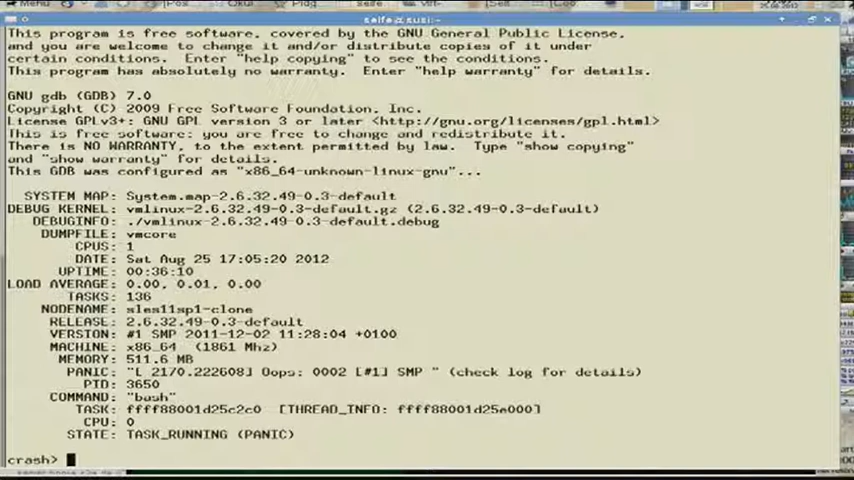 Menu
seife@susi:~
This program is free software, covered by the GNU General Public License,
and you are welcome to change it and/or distribute copies of it under
certain conditions.  Enter "help copying" to see the conditions.
This program has absolutely no warranty.  Enter "help warranty" for details.
GNU gdb (GDB) 7.0
Copyright (C) 2009 Free Software Foundation, Inc.
License GPLv3+: GNU GPL version 3 or later <http://gnu.org/licenses/gpl.html>
This is free software: you are free to change and redistribute it.
There is NO WARRANTY, to the extent permitted by law.  Type "show copying"
and "show warranty" for details.
This GDB was configured as "x86_64-unknown-linux-gnu"...
SYSTEM MAP: System.map-2.6.32.49-0.3-default
DEBUG KERNEL: vmlinux-2.6.32.49-0.3-default.gz (2.6.32.49-0.3-default)
DEBUGINFO: ./vmlinux-2.6.32.49-0.3-default.debug
DUMPFILE: vmcore
CPUS: 1
DATE: Sat Aug 25 17:05:20 2012
UPTIME: 00:36:10
LOAD AVERAGE: 0.00, 0.01, 0.00
TASKS: 136
NODENAME: sles11sp1-clone
RELEASE: 2.6.32.49-0.3-default
VERSION: #1 SMP 2011-12-02 11:28:04 +0100
MACHINE: x86_64  (1861 Mhz)
MEMORY: 511.6 MB
PANIC: "[ 2170.222608] Oops: 0002 [#1] SMP " (check log for details)
PID: 3650
COMMAND: "bash"
TASK: ffff88001d25c2c0  [THREAD_INFO: ffff88001d25e000]
CPU: 0
STATE: TASK_RUNNING (PANIC)
crash>